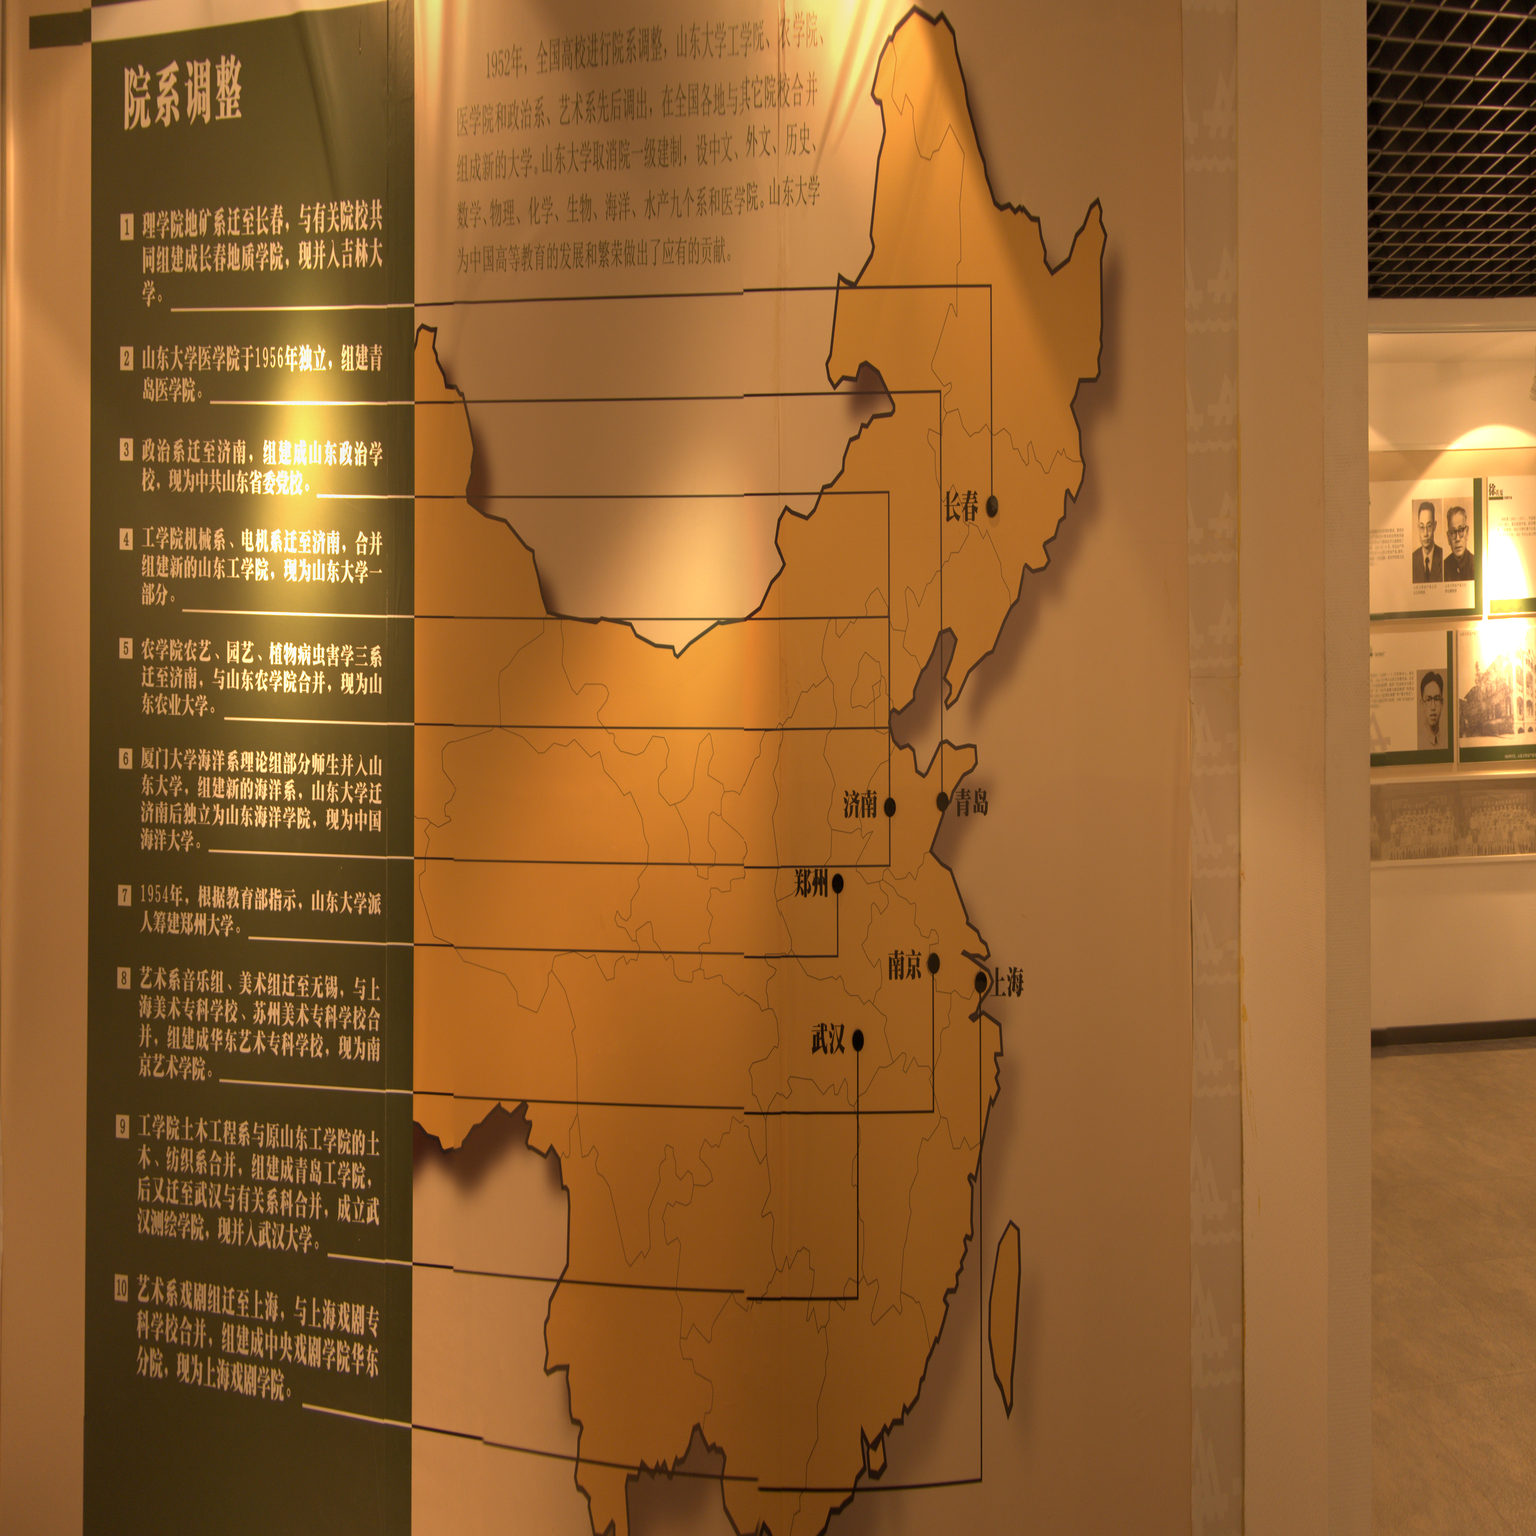 院系调整
1952年，全国高校进行院系调整，山东大学工学院、农学院、
医学院和政治系、艺术系先后调出，在全国各地与其它院校合并
组成新的大学。山东大学取消院一级建制，设中文、外文、历史、
数学、物理、化学、生物、海洋、水产九个系和医学院。山东大学
为中国高等教育的发展和繁荣做出了应有的贡献。
1 理学院地矿系迁至长春，与有关院校共
同组建成长春地质学院，现并入吉林大
学。
2 山东大学医学院于1956年独立，组建青
岛医学院。
3 政治系迁至济南，组建成山东政治学
校，现为中共山东省委党校。
4 工学院机械系、电机系迁至济南，合并
组建新的山东工学院，现为山东大学一
部分。
5 农学院农艺、园艺、植物病虫害学三系
迁至济南，与山东农学院合并，现为山
东农业大学。
6 厦门大学海洋系理论组部分师生并入山
东大学，组建新的海洋系，山东大学迁
济南后独立为山东海洋学院，现为中国
海洋大学。
7 1954年，根据教育部指示，山东大学派
人筹建郑州大学。
8 艺术系音乐组、美术组迁至无锡，与上
海美术专科学校、苏州美术专科学校合
并，组建成华东艺术专科学校，现为南
京艺术学院。
9 工学院土木工程系与原山东工学院的土
木、纺织系合并，组建成青岛工学院，
后又迁至武汉与有关系科合并，成立武
汉测绘学院，现并入武汉大学。
10 艺术系戏剧组迁至上海，与上海戏剧专
科学校合并，组建成中央戏剧学院华东
分院，现为上海戏剧学院。
长春
济南
青岛
郑州
南京
上海
武汉